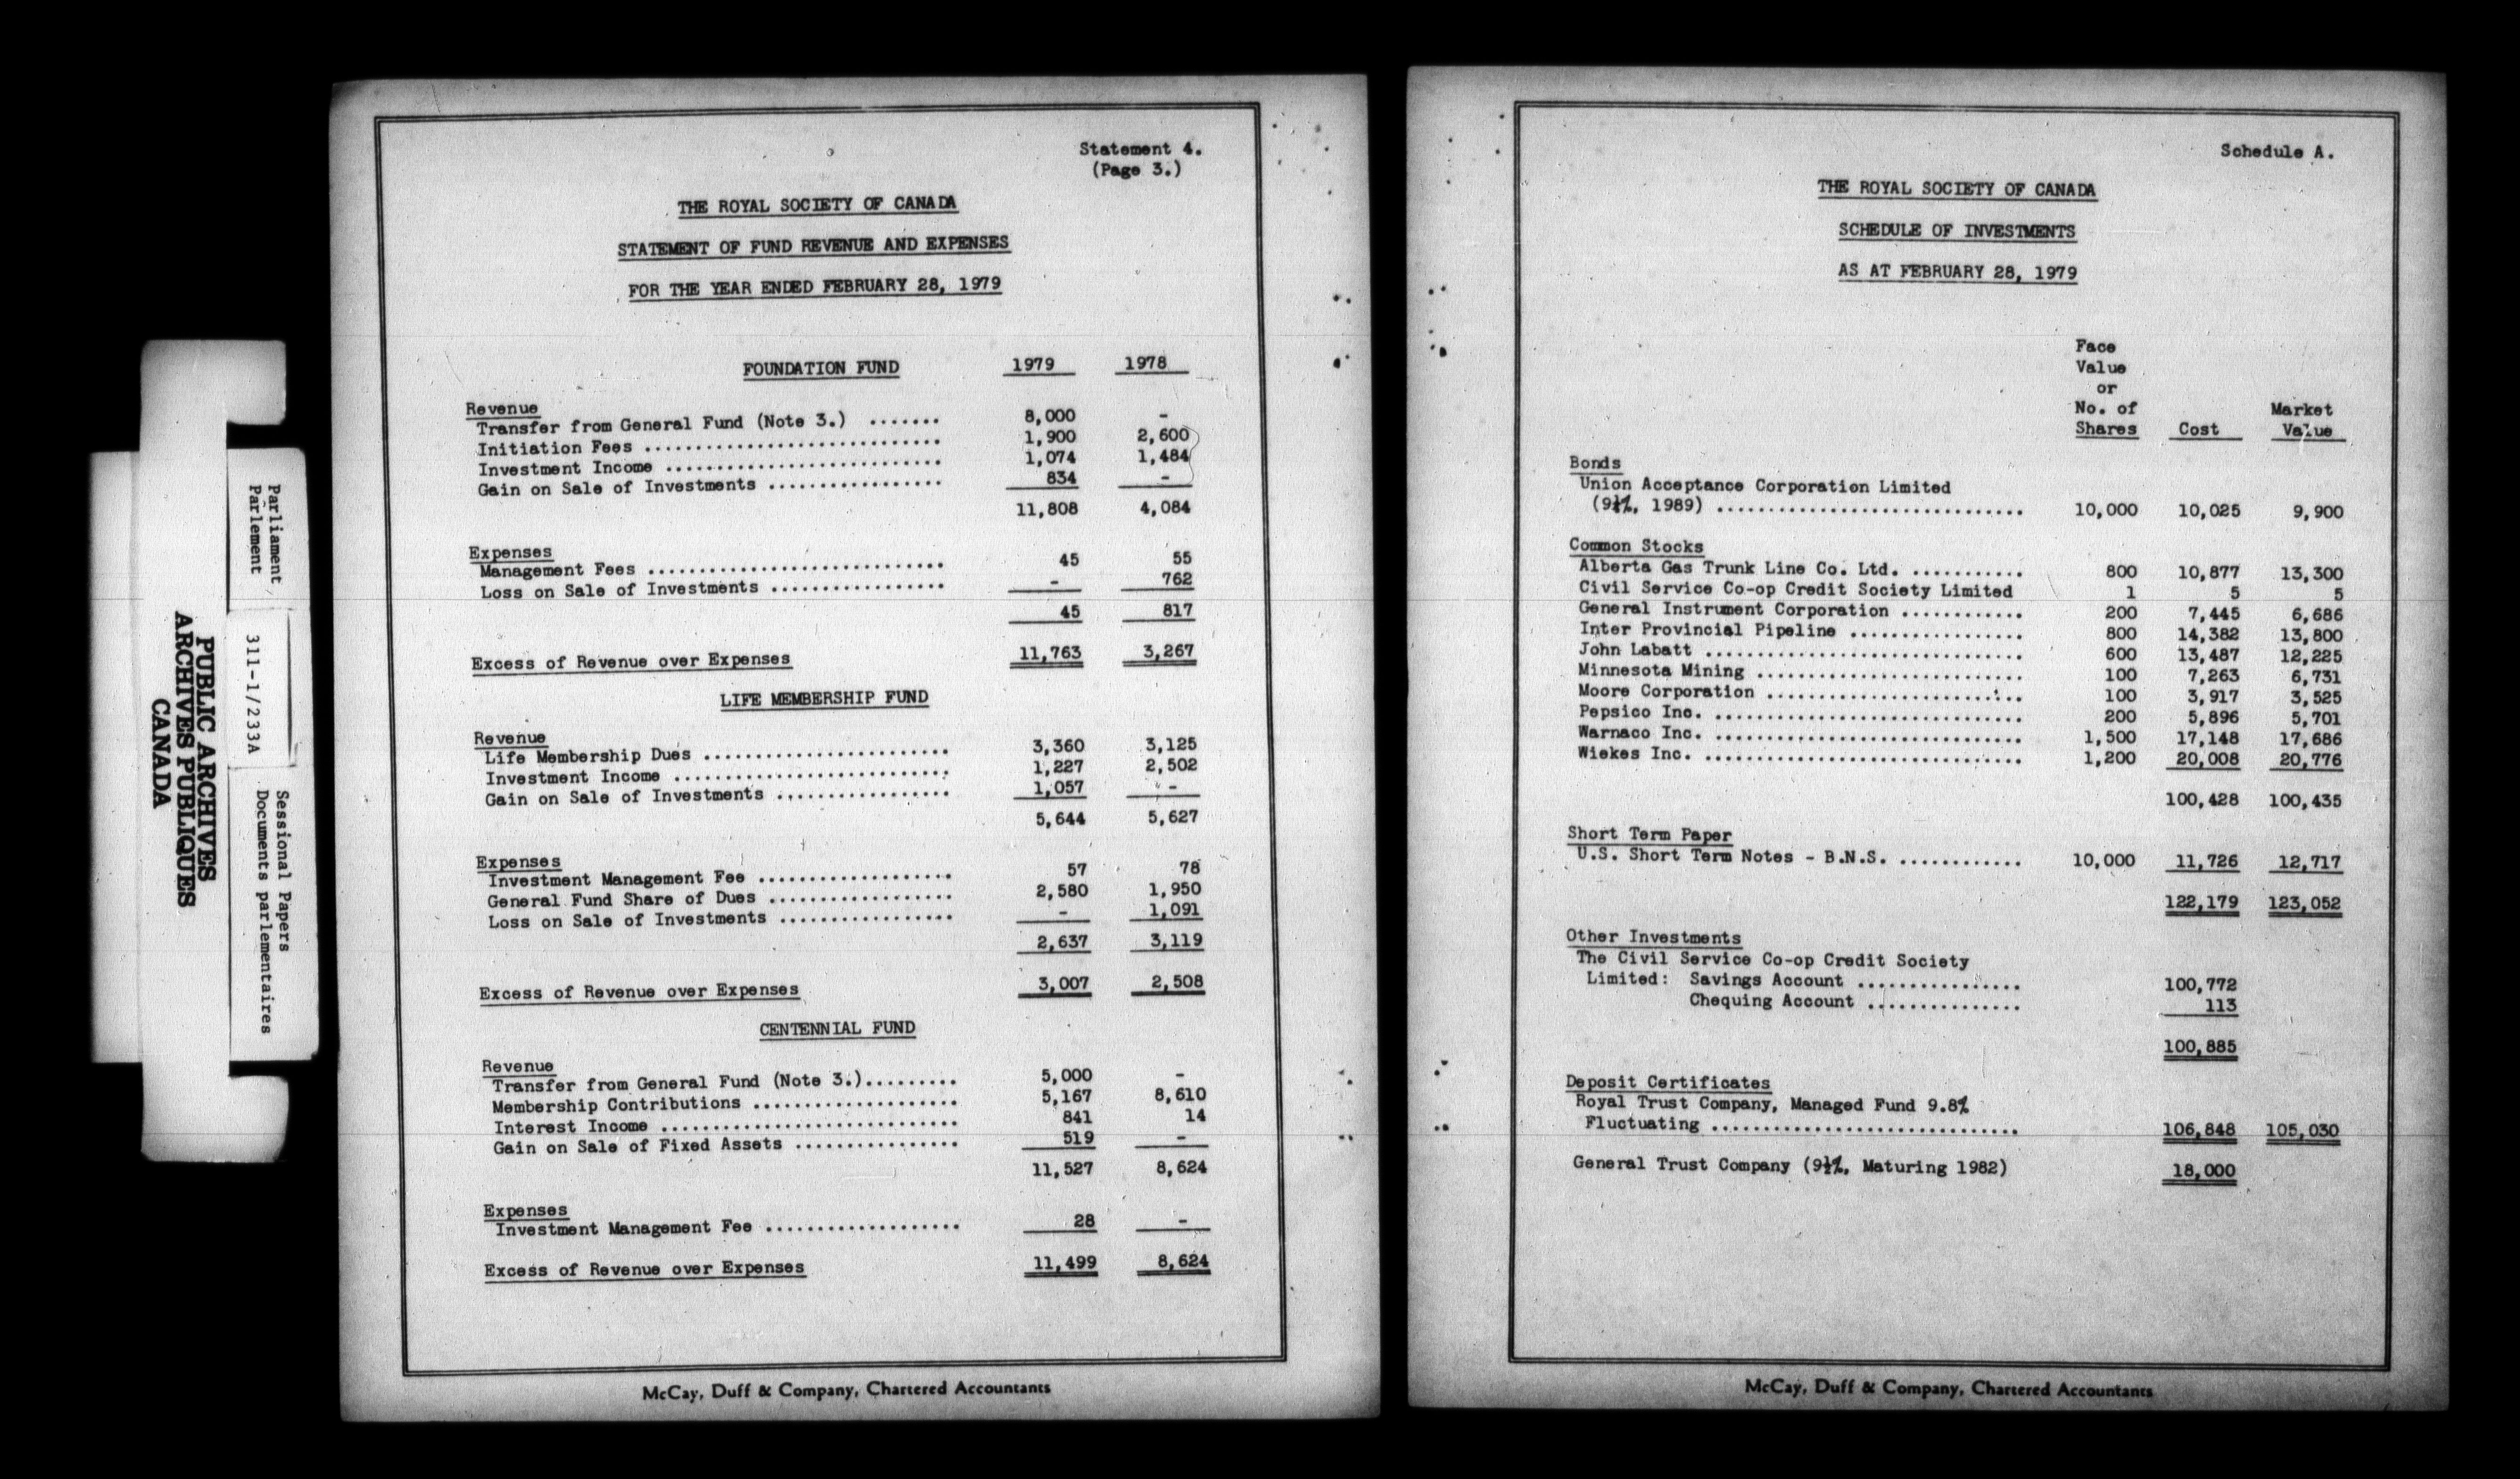 PUBLIC ARCHIVES
ARCHIVES PUBLIQUES
CANADA
Parliament
Parlement
311-1/233A
Sessional Papers
Documents parlementaires
Statement 4.
(Page 3.)
THE ROYAL SOCIETY OF CANADA
STATEMENT OF FUND REVENUE AND EXPENSES
FOR THE YEAR ENDED FEBRUARY 28, 1979
FOUNDATION FUND 1979 1978
Revenue
Transfer from General Fund (Note 3.) ....... 8,000 -
Initiation Fees ............................. 1,900 2,600
Investment Income ........................... 1,074 1,484
Gain on Sale of Investments ................. 834 -
11,808 4,084
Expenses
Management Fees ............................. 45 55
Loss on Sale of Investments ................. - 762
45 817
Excess of Revenue over Expenses 11,763 3,267
LIFE MEMBERSHIP FUND
Revenue
Life Membership Dues ........................ 3,360 3,125
Investment Income ........................... 1,227 2,502
Gain on Sale of Investments ................. 1,057 -
5,644 5,627
Expenses
Investment Management Fee ................... 57 78
General Fund Share of Dues .................. 2,580 1,950
Loss on Sale of Investments ................. - 1,091
2,637 3,119
Excess of Revenue over Expenses 3,007 2,508
CENTENNIAL FUND
Revenue
Transfer from General Fund (Note 3.)......... 5,000 -
Membership Contributions .................... 5,167 8,610
Interest Income ............................. 841 14
Gain on Sale of Fixed Assets ................ 519 -
11,527 8,624
Expenses
Investment Management Fee ................... 28 -
Excess of Revenue over Expenses 11,499 8,624
McCay, Duff & Company, Chartered Accountants
Schedule A.
THE ROYAL SOCIETY OF CANADA
SCHEDULE OF INVESTMENTS
AS AT FEBRUARY 28, 1979
Face
Value
or
No. of Market
Shares Cost Value
Bonds
Union Acceptance Corporation Limited
(9½%, 1989) .............................. 10,000 10,025 9,900
Common Stocks
Alberta Gas Trunk Line Co. Ltd. ........... 800 10,877 13,300
Civil Service Co-op Credit Society Limited 1 5 5
General Instrument Corporation ............ 200 7,445 6,686
Inter Provincial Pipeline ................. 800 14,382 13,800
John Labatt ............................... 600 13,487 12,225
Minnesota Mining .......................... 100 7,263 6,731
Moore Corporation ......................... 100 3,917 3,525
Pepsico Inc. .............................. 200 5,896 5,701
Warnaco Inc. .............................. 1,500 17,148 17,686
Wiekes Inc. ............................... 1,200 20,008 20,776
100,428 100,435
Short Term Paper
U.S. Short Term Notes - B.N.S. ............ 10,000 11,726 12,717
122,179 123,052
Other Investments
The Civil Service Co-op Credit Society
Limited: Savings Account ................ 100,772
Chequing Account ............... 113
100,885
Deposit Certificates
Royal Trust Company, Managed Fund 9.8%
Fluctuating .............................. 106,848 105,030
General Trust Company (9½%, Maturing 1982) 18,000
McCay, Duff & Company, Chartered Accountants